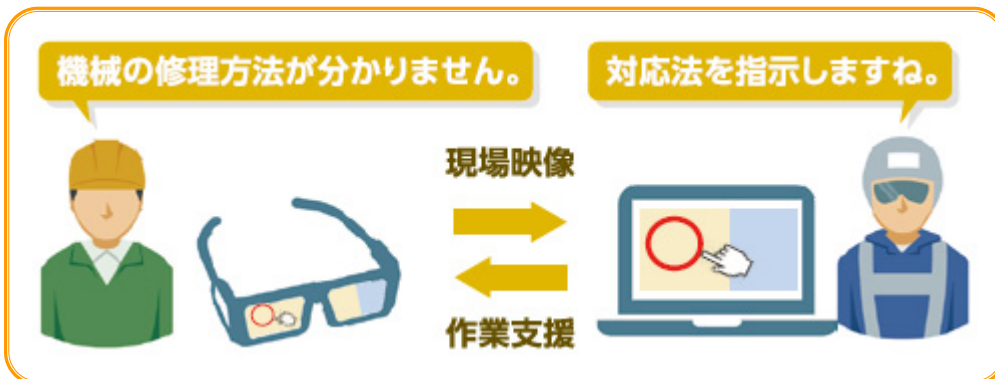 機械の修理方法が分かりません。
対応法を指示しますね。
現場映像
作業支援